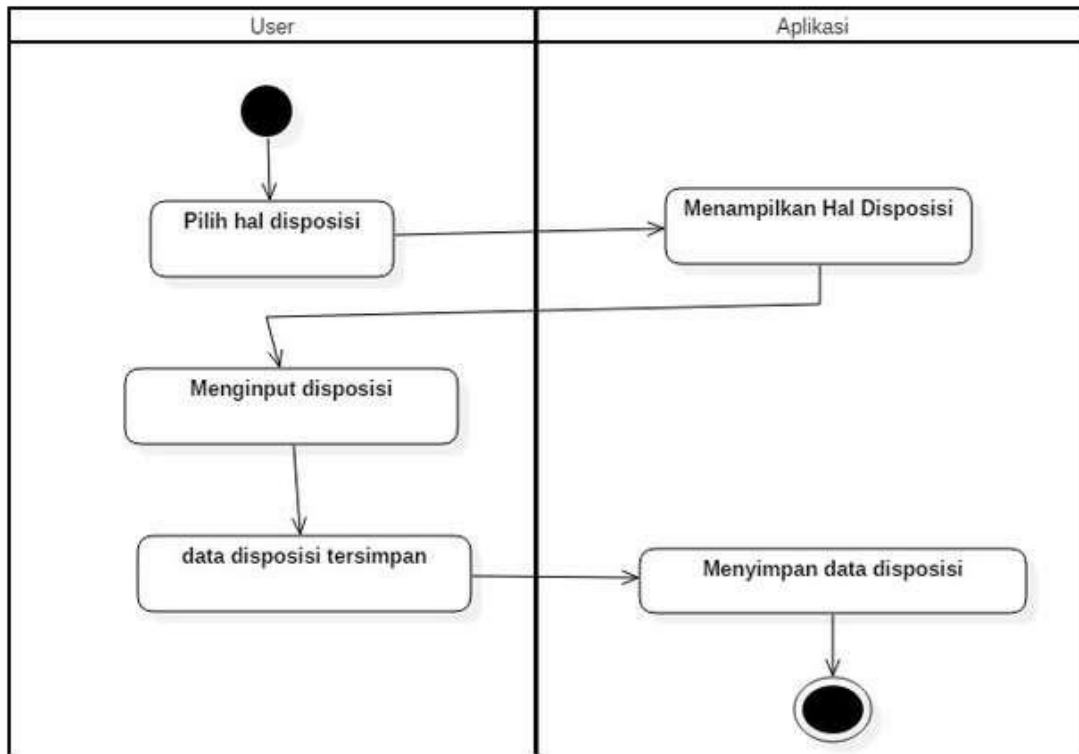 User
Aplikasi
Pilih hal disposisi
Menampilkan Hal Disposisi
Menginput disposisi
data disposisi tersimpan
Menyimpan data disposisi